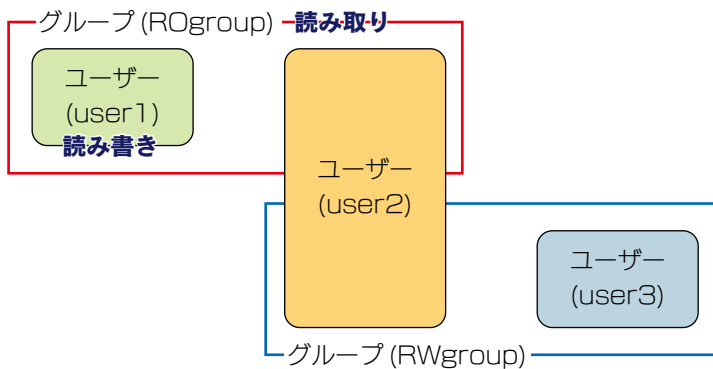 グループ(ROgroup) 読み取り
ユーザー
(user1)
読み書き
ユーザー
(user2)
ユーザー
(user3)
グループ(RWgroup)